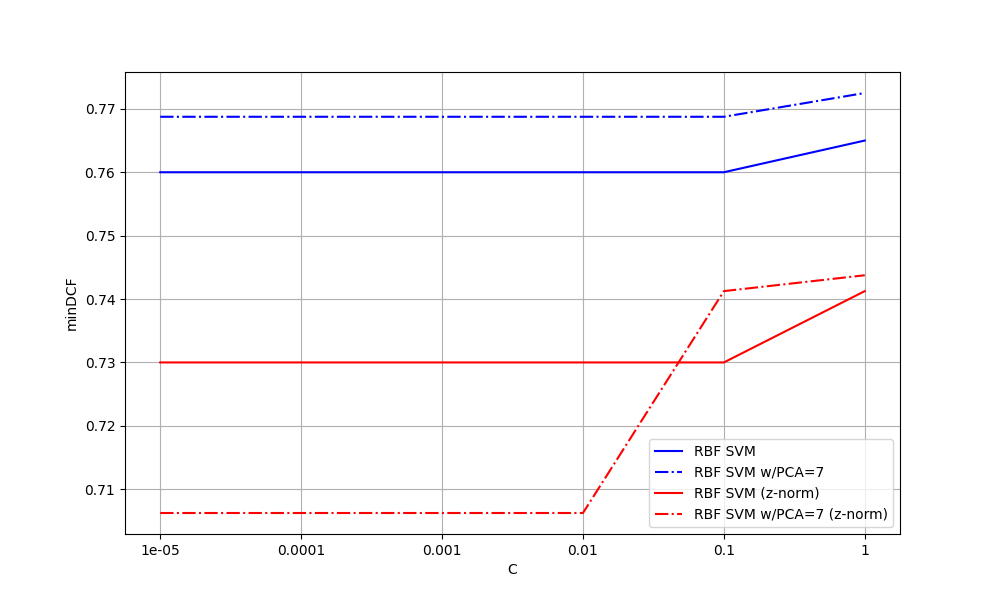 0.77
0.76
0.75
0.74
0.73
0.72
0.71
minDCF
1e-05
0.0001
0.001
0.01
0.1
1
C
RBF SVM
RBF SVM w/PCA=7
RBF SVM (z-norm)
RBF SVM w/PCA=7 (z-norm)